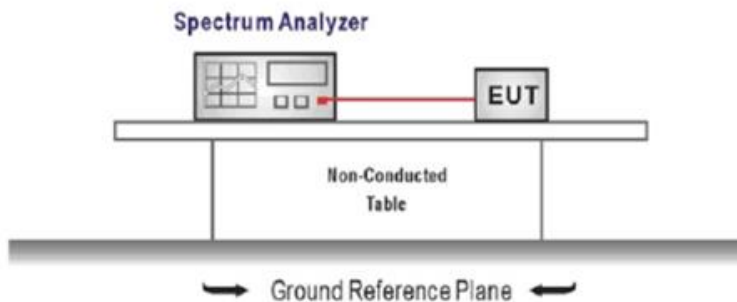 Spectrum Analyzer
EUT
Non-Conducted
Table
Ground Reference Plane